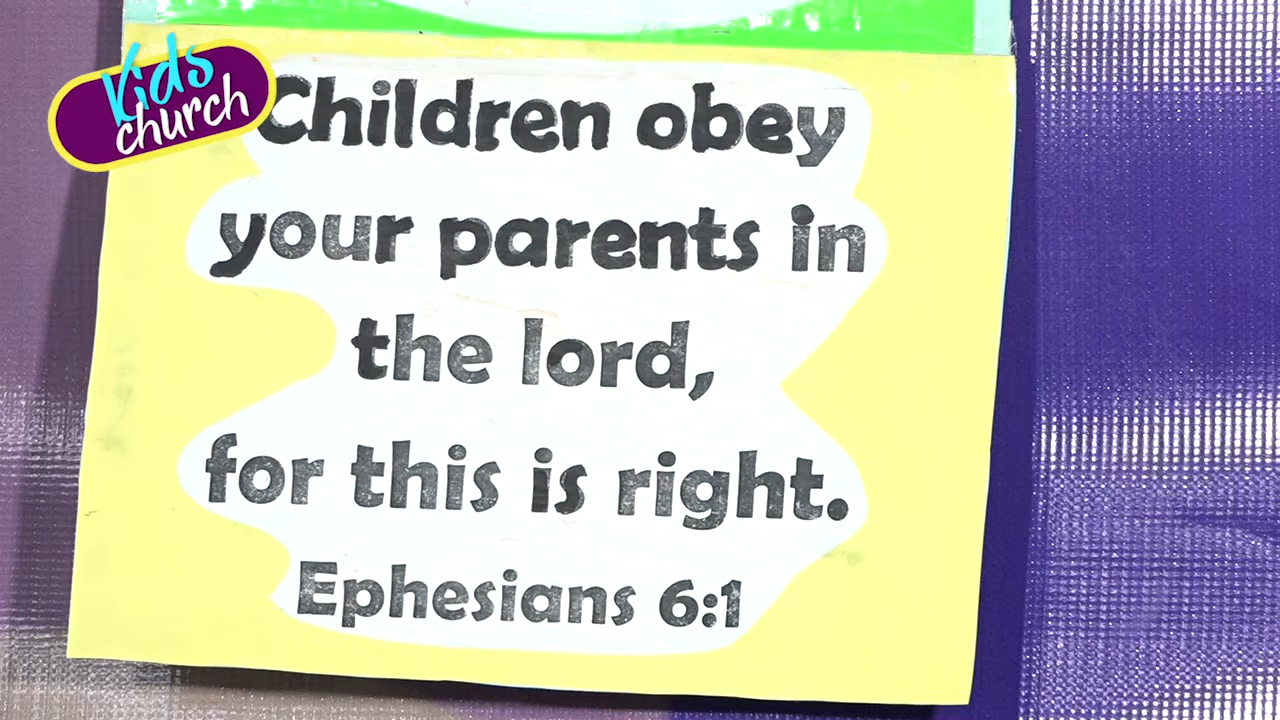 Kids
church
Children obey
your parents in
the lord,
for this is right.
Ephesians 6:1